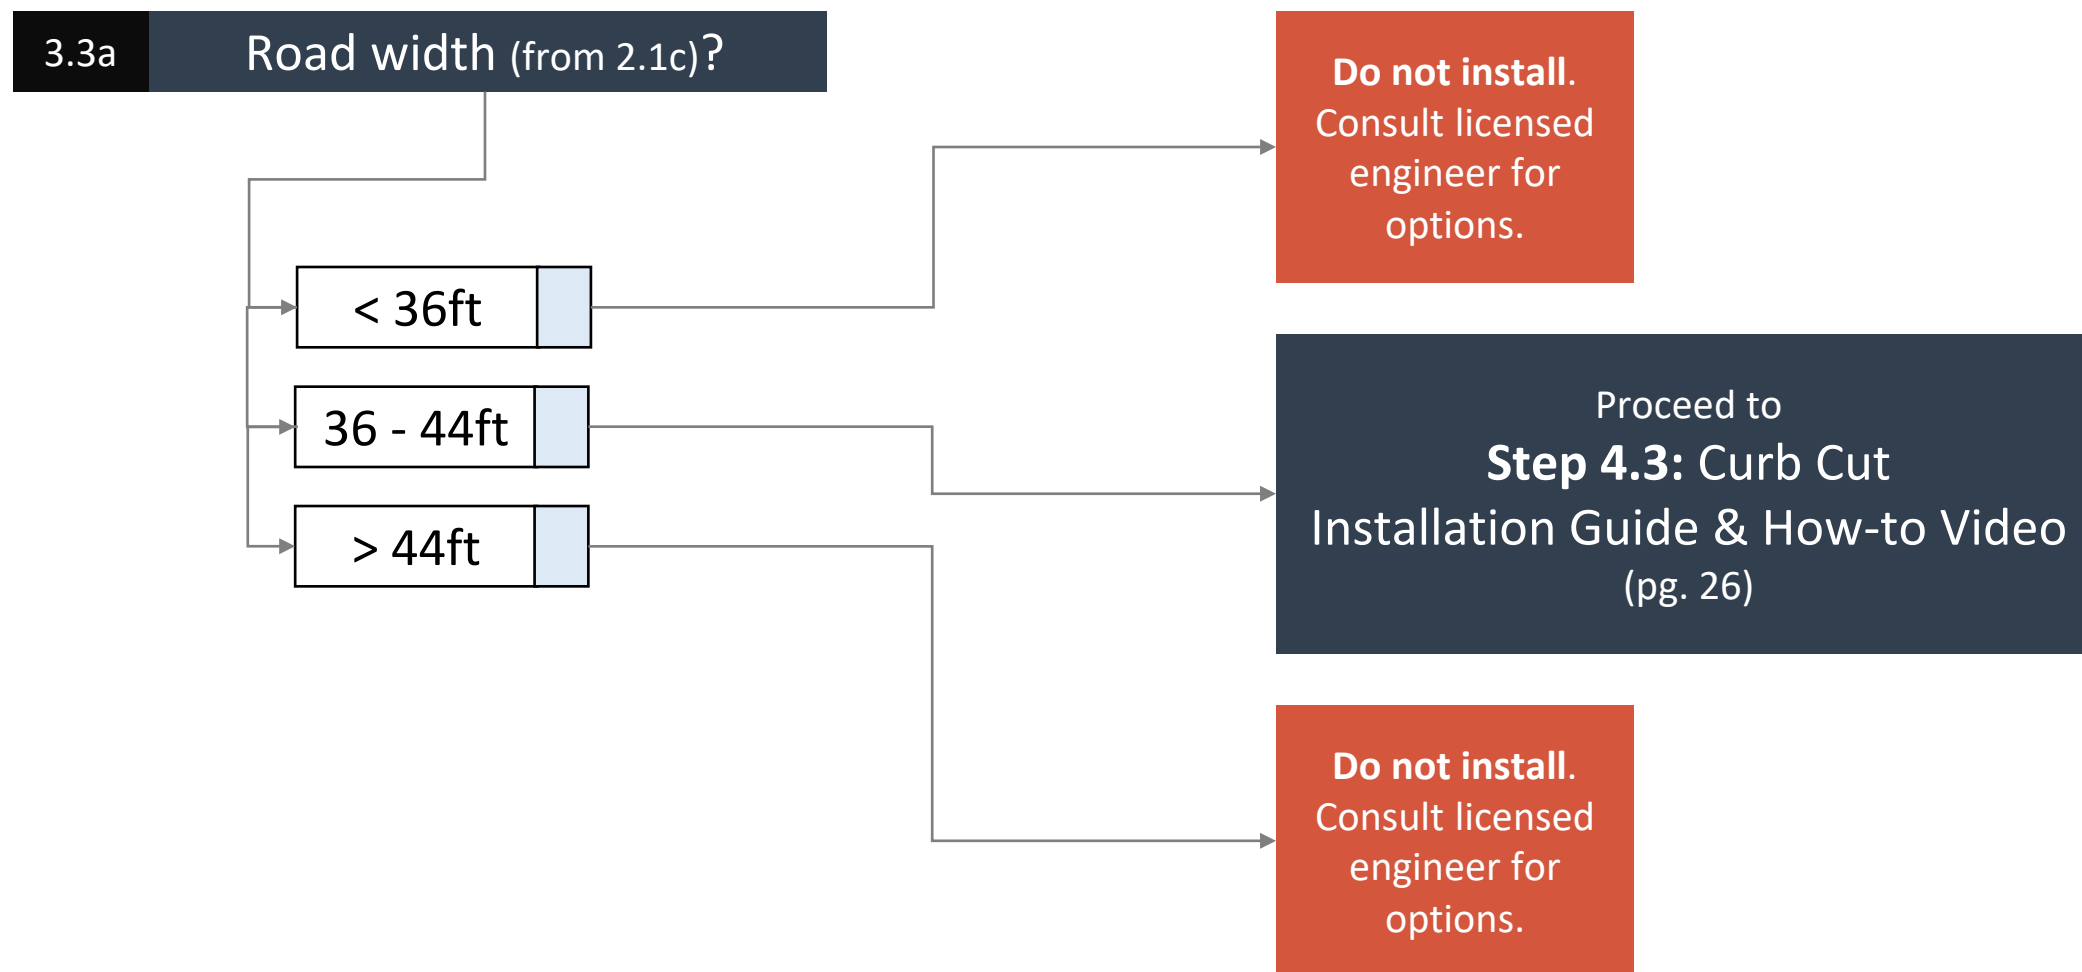 3.3a
Road width (from 2.1c)?
< 36ft
36 - 44ft
> 44ft
Do not install.
Consult licensed
engineer for
options.
Proceed to
Step 4.3: Curb Cut
Installation Guide & How-to Video
(pg. 26)
Do not install.
Consult licensed
engineer for
options.